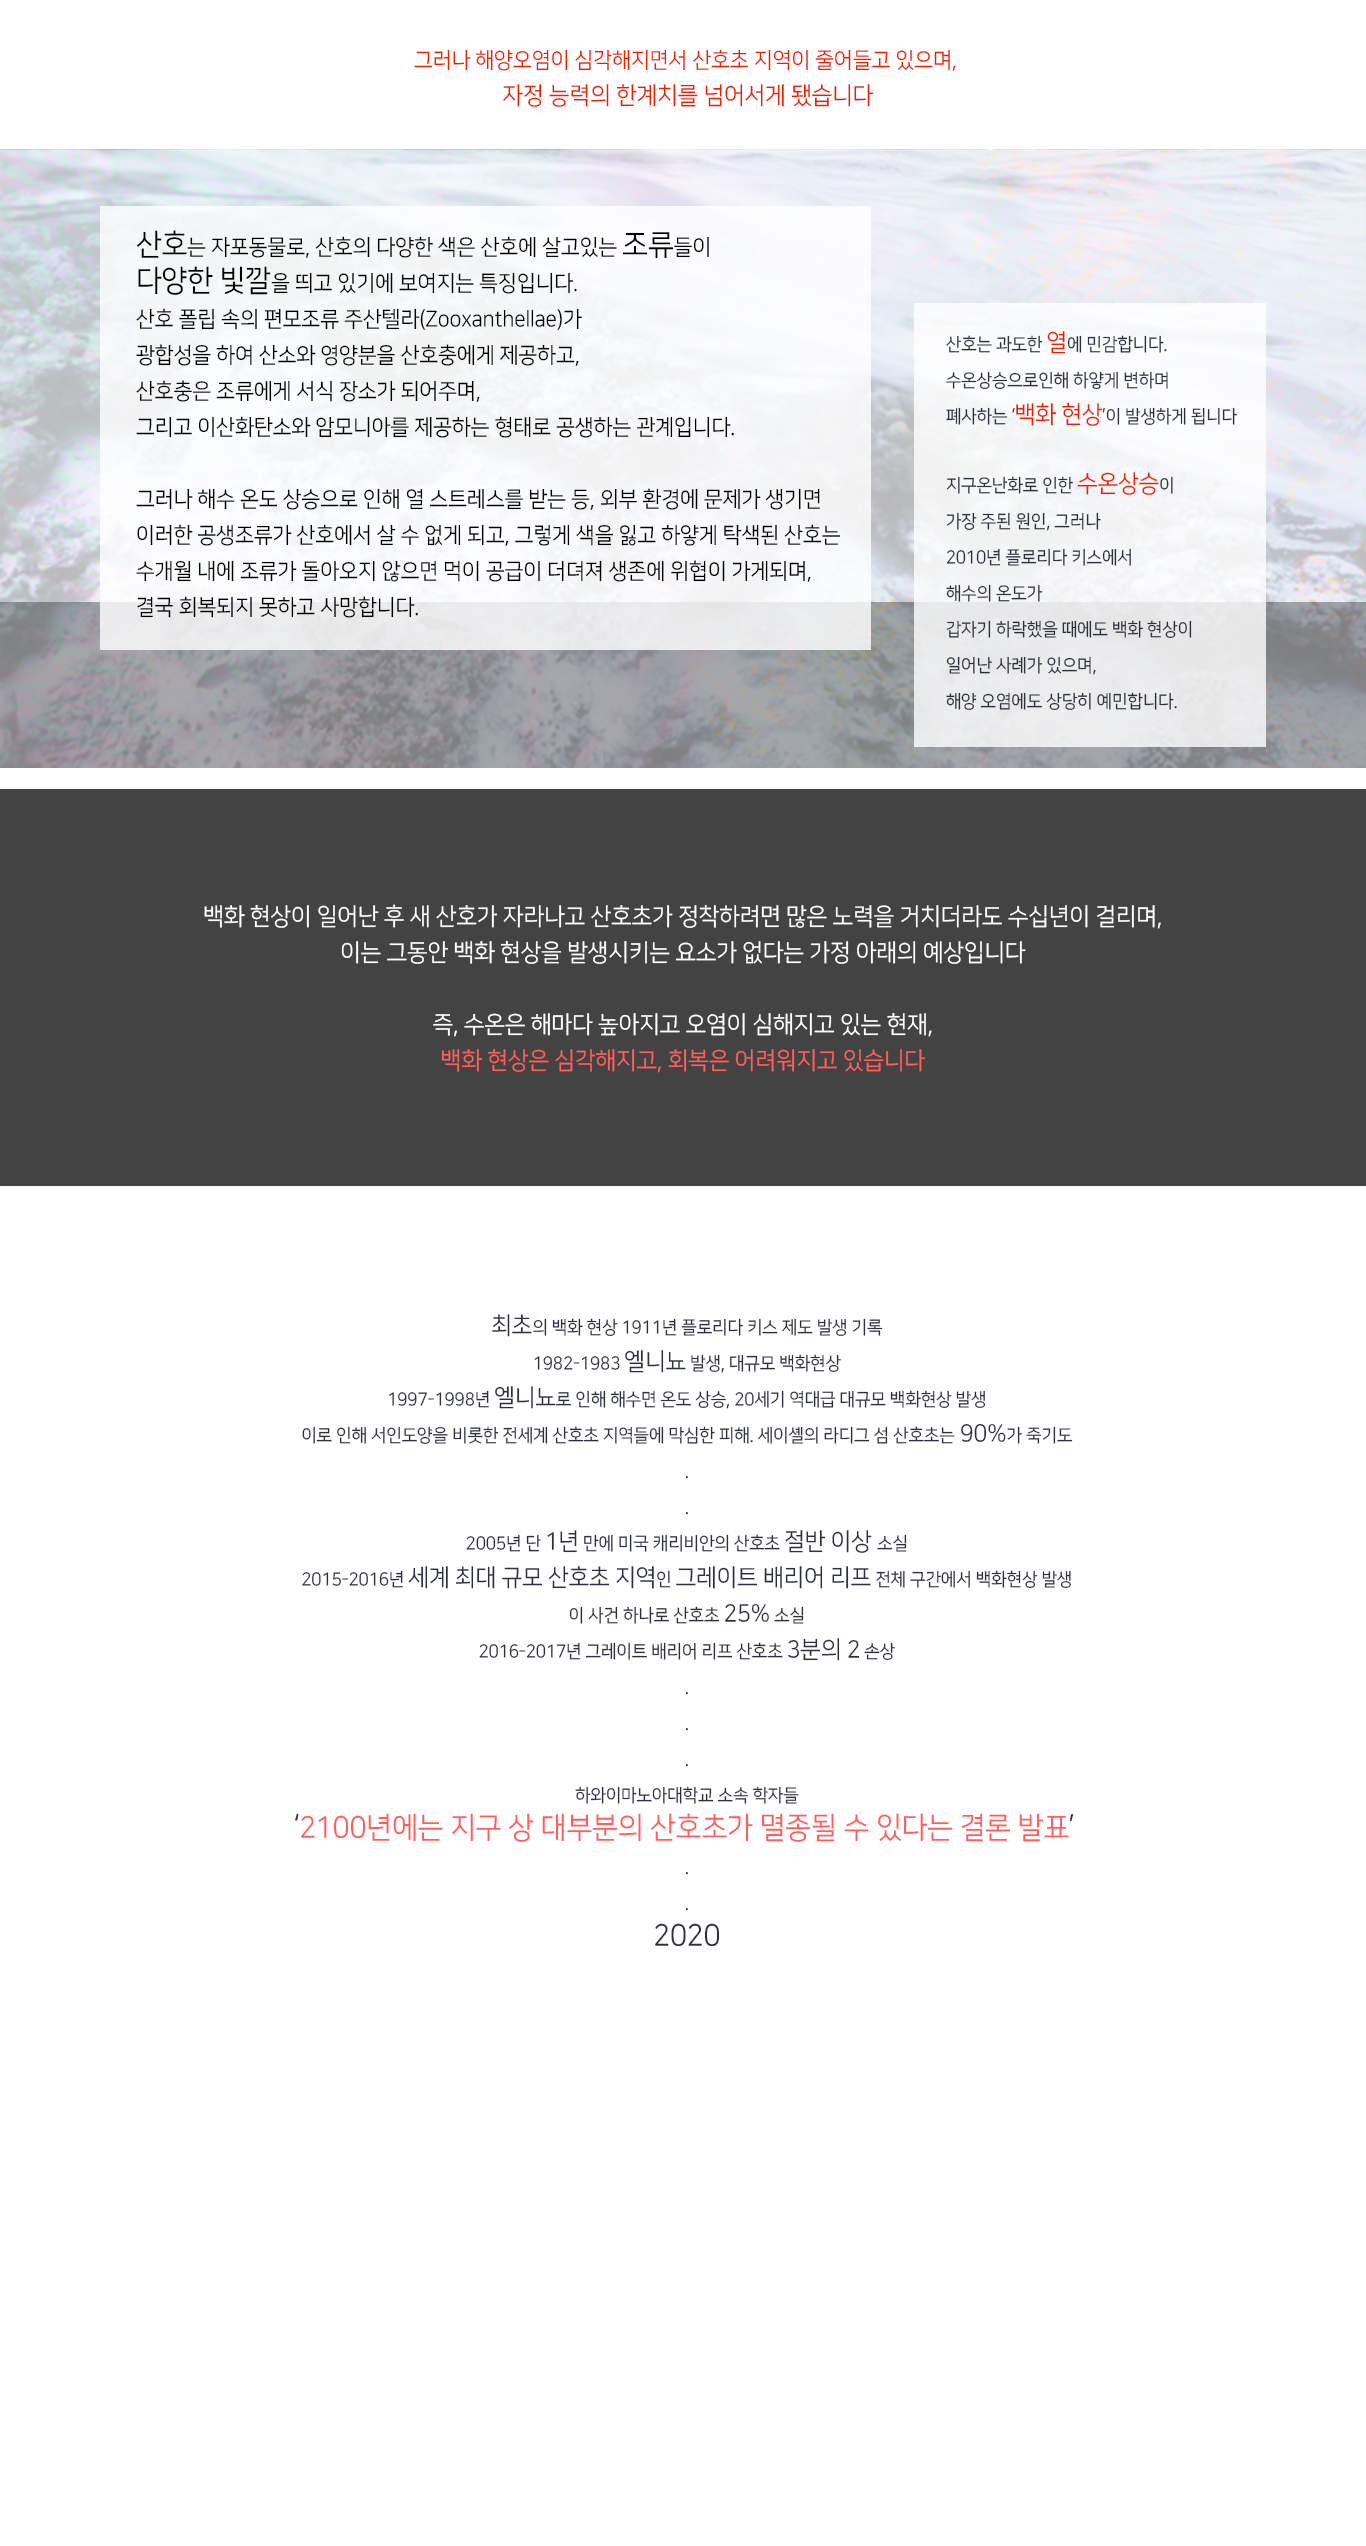 그러나 해양오염이 심각해지면서 산호초 지역이 줄어들고 있으며,
자정 능력의 한계치를 넘어서게 됐습니다
산호는 자포동물로, 산호의 다양한 색은 산호에 살고있는 조류들이
다양한 빛깔을 띄고 있기에 보여지는 특징입니다.
산호 폴립 속의 편모조류 주산텔라(Zooxanthellae)가
광합성을 하여 산소와 영양분을 산호충에게 제공하고,
산호충은 조류에게 서식 장소가 되어주며,
그리고 이산화탄소와 암모니아를 제공하는 형태로 공생하는 관계입니다.
그러나 해수 온도 상승으로 인해 열 스트레스를 받는 등, 외부 환경에 문제가 생기면
이러한 공생조류가 산호에서 살 수 없게 되고, 그렇게 색을 잃고 하얗게 탁색된 산호는
수개월 내에 조류가 돌아오지 않으면 먹이 공급이 더뎌져 생존에 위협이 가게되며,
결국 회복되지 못하고 사망합니다.
산호는 과도한 열에 민감합니다.
수온상승으로인해 하얗게 변하며
폐사하는 ‘백화 현상’이 발생하게 됩니다
지구온난화로 인한 수온상승이
가장 주된 원인, 그러나
2010년 플로리다 키스에서
해수의 온도가
갑자기 하락했을 때에도 백화 현상이
일어난 사례가 있으며,
해양 오염에도 상당히 예민합니다.
백화 현상이 일어난 후 새 산호가 자라나고 산호초가 정착하려면 많은 노력을 거치더라도 수십년이 걸리며,
이는 그동안 백화 현상을 발생시키는 요소가 없다는 가정 아래의 예상입니다
즉, 수온은 해마다 높아지고 오염이 심해지고 있는 현재,
백화 현상은 심각해지고, 회복은 어려워지고 있습니다
최초의 백화 현상 1911년 플로리다 키스 제도 발생 기록
1982-1983 엘니뇨 발생, 대규모 백화현상
1997-1998년 엘니뇨로 인해 해수면 온도 상승, 20세기 역대급 대규모 백화현상 발생
이로 인해 서인도양을 비롯한 전세계 산호초 지역들에 막심한 피해. 세이셸의 라디그 섬 산호초는 90%가 죽기도
.
.
2005년 단 1년 만에 미국 캐리비안의 산호초 절반 이상 소실
2015-2016년 세계 최대 규모 산호초 지역인 그레이트 배리어 리프 전체 구간에서 백화현상 발생
이 사건 하나로 산호초 25% 소실
2016-2017년 그레이트 배리어 리프 산호초 3분의 2 손상
.
.
.
하와이마노아대학교 소속 학자들
‘2100년에는 지구 상 대부분의 산호초가 멸종될 수 있다는 결론 발표’
.
.
2020